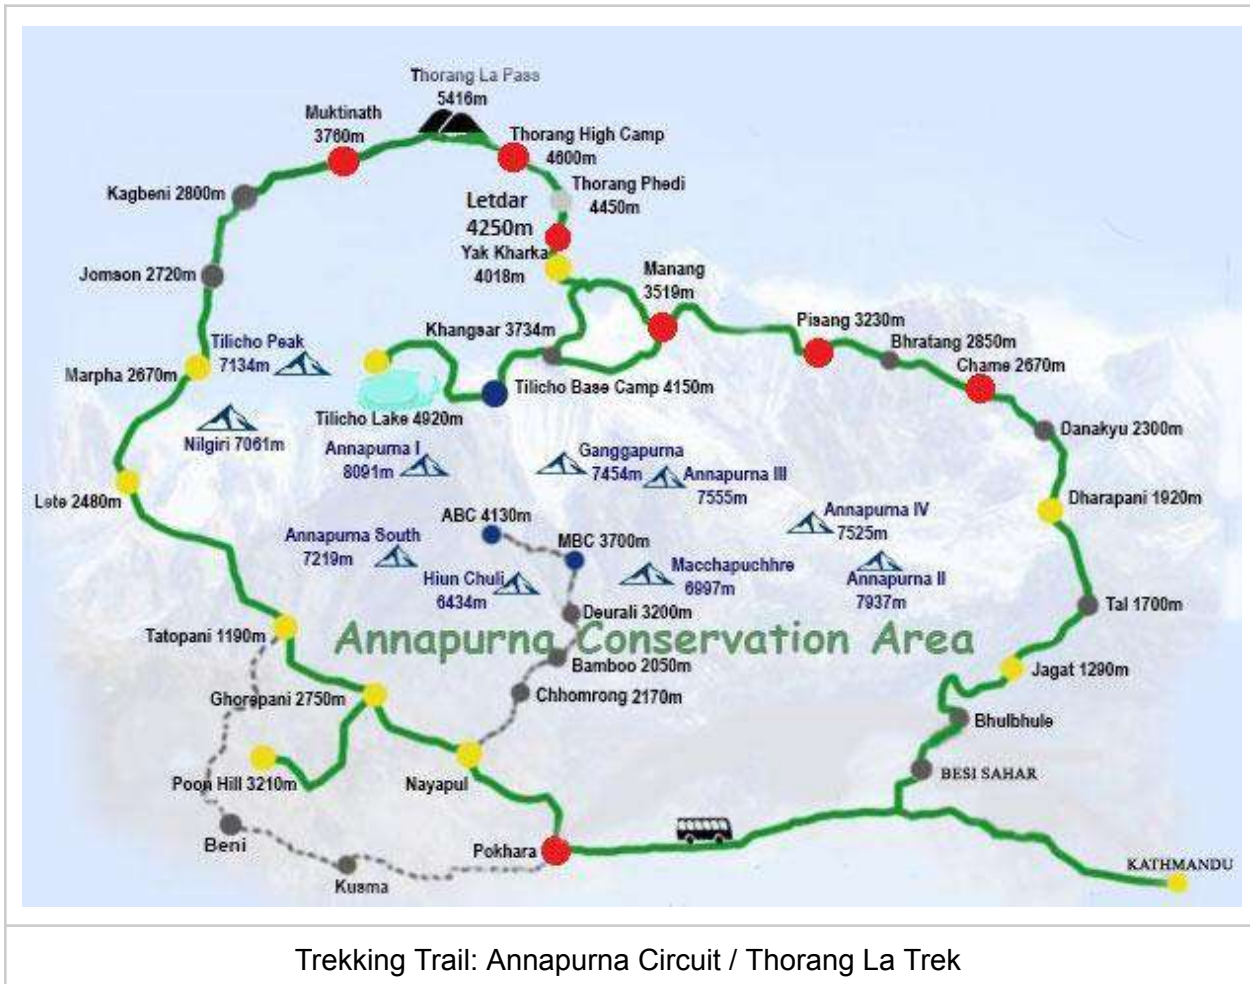 Thorang La Pass
5416m
Muktinath
3760m
Thorang High Camp
4600m
Kagbeni 2800m
Thorang Phedi
4450m
Letdar
4250m
Yak Kharka
4018m
Jomson 2720m
Manang
3519m
Khangsar 3734m
Pisang 3230m
Bhratang 2850m
Chame 2670m
Tilicho Peak
7134m
Marpha 2670m
Tilicho Base Camp 4150m
Tilicho Lake 4920m
Nilgiri 7061m
Danakyu 2300m
Annapurna I
8091m
Ganggapurna
7454m
Annapurna III
7555m
Lete 2480m
Dharapani 1920m
ABC 4130m
Annapurna IV
7525m
Annapurna South
7219m
MBC 3700m
Hiun Chuli
6434m
Macchapuchhre
6997m
Annapurna II
7937m
Deurali 3200m
Tal 1700m
Tatopani 1190m
Annapurna Conservation Area
Bamboo 2050m
Jagat 1290m
Ghorepani 2750m
Chhomrong 2170m
Bhulbhule
Poon Hill 3210m
Nayapul
BESI SAHAR
Beni
Pokhara
Kusma
KATHMANDU
Trekking Trail: Annapurna Circuit / Thorang La Trek